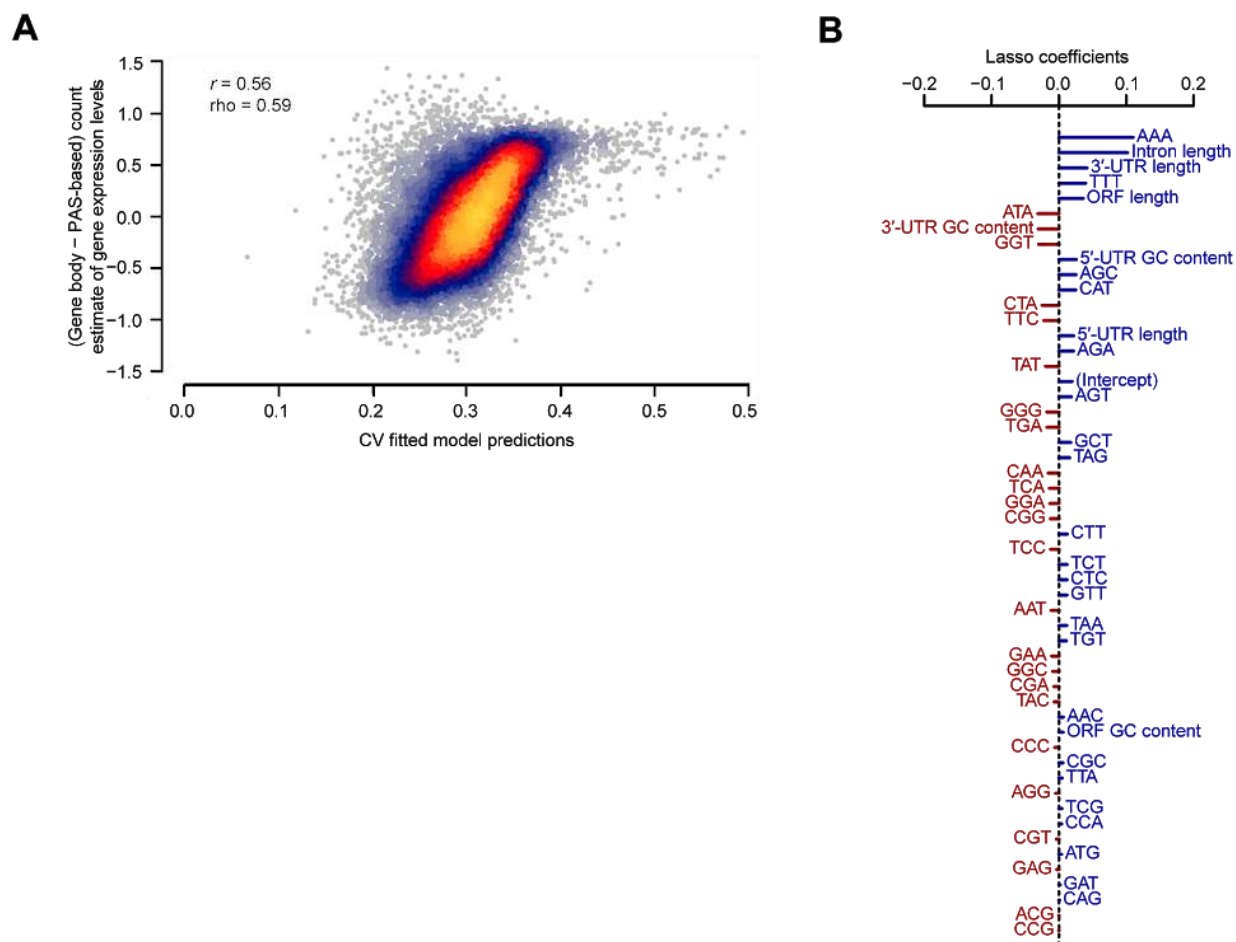 A
(Gene body – PAS-based) count
estimate of gene expression levels
1.5
1.0
0.5
0.0
−0.5
−1.0
−1.5
r = 0.56
rho = 0.59
0.0 0.1 0.2 0.3 0.4 0.5 0.5
CV fitted model predictions
B
Lasso coefficients
−0.2 −0.1 0.0 0.1 0.2
AAA
Intron length
3′-UTR length
TTT
ORF length
ATA
3′-UTR GC content
GGT
5′-UTR GC content
AGC
CAT
CTA
TTC
5′-UTR length
AGA
TAT
(Intercept)
AGT
GGG
TGA
GCT
TAG
CAA
TCA
GGA
CGG
CTT
TCC
TCT
CTC
GTT
AAT
TAA
TGT
GAA
GGC
CGA
TAC
AAC
ORF GC content
CCC
CGC
TTA
AGG
TCG
CCA
CGT
ATG
GAG
GAT
CAG
ACG
CCG